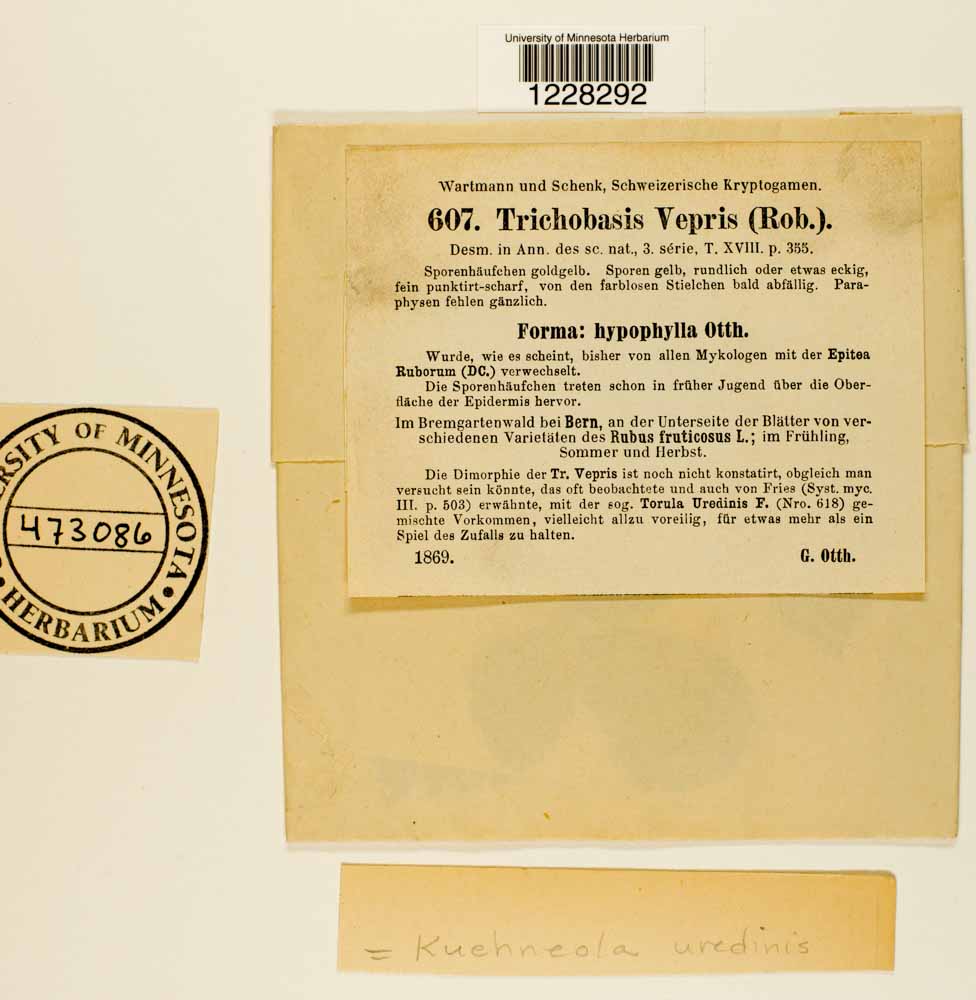 University of Minnesota Herbarium
1228292
Wartmann und Schenk, Schweizerische Kryptogamen.
607. Trichobasis Vepris (Rob.).
Desm. in Ann. des sc. nat., 3. série, T. XVIII. p. 355.
Sporenhäufchen goldgelb. Sporen gelb, rundlich oder etwas eckig,
fein punktirt-scharf, von den farblosen Stielchen bald abfällig. Para-
physen fehlen gänzlich.
Forma: hypophylla Otth.
Wurde, wie es scheint, bisher von allen Mykologen mit der Epitea
Ruborum (DC.) verwechselt.
Die Sporenhäufchen treten schon in früher Jugend über die Ober-
fläche der Epidermis hervor.
Im Bremgartenwald bei Bern, an der Unterseite der Blätter von ver-
schiedenen Varietäten des Rubus fruticosus L.; im Frühling,
Sommer und Herbst.
Die Dimorphie der Tr. Vepris ist noch nicht konstatirt, obgleich man
versucht sein könnte, das oft beobachtete und auch von Fries (Syst. myc.
III. p. 503) erwähnte, mit der sog. Torula Uredinis F. (Nro. 618) ge-
mischte Vorkommen, vielleicht allzu voreilig, für etwas mehr als ein
Spiel des Zufalls zu halten.
1869. G. Otth.
ERSITY OF MINNESOTA
473086
• HERBARIUM •
= Kuehneola uredinis